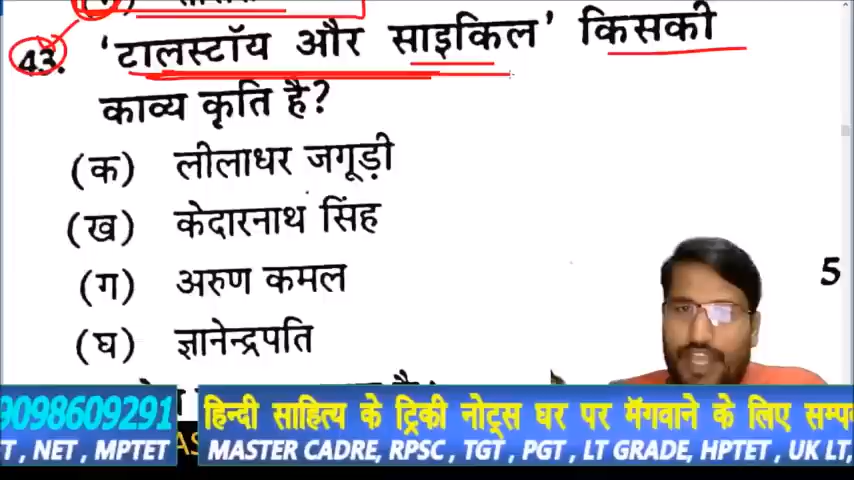 43. 'टालस्टॉय और साइकिल' किसकी
काव्य कृति है?
(क) लीलाधर जगूड़ी
(ख) केदारनाथ सिंह
(ग) अरुण कमल
(घ) ज्ञानेन्द्रपति
5
9098609291
हिन्दी साहित्य के ट्रिकी नोट्स घर पर मँगवाने के लिए
T , NET , MPTET
MASTER CADRE, RPSC , TGT , PGT , LT GRADE, HPTET , UK LT,